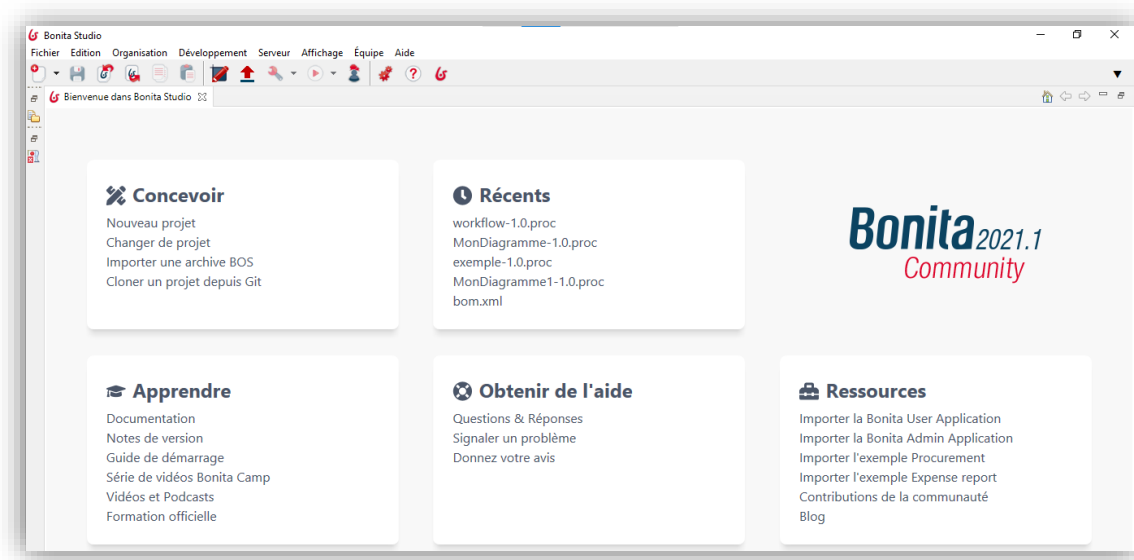 Bonita Studio
Fichier Edition Organisation Développement Serveur Affichage Équipe Aide
Bienvenue dans Bonita Studio
Concevoir
Nouveau projet
Changer de projet
Importer une archive BOS
Cloner un projet depuis Git
Récents
workflow-1.0.proc
MonDiagramme-1.0.proc
exemple-1.0.proc
MonDiagramme1-1.0.proc
bom.xml
Bonita 2021.1
Community
Apprendre
Documentation
Notes de version
Guide de démarrage
Série de vidéos Bonita Camp
Vidéos et Podcasts
Formation officielle
Obtenir de l'aide
Questions & Réponses
Signaler un problème
Donnez votre avis
Ressources
Importer la Bonita User Application
Importer la Bonita Admin Application
Importer l'exemple Procurement
Importer l'exemple Expense report
Contributions de la communauté
Blog